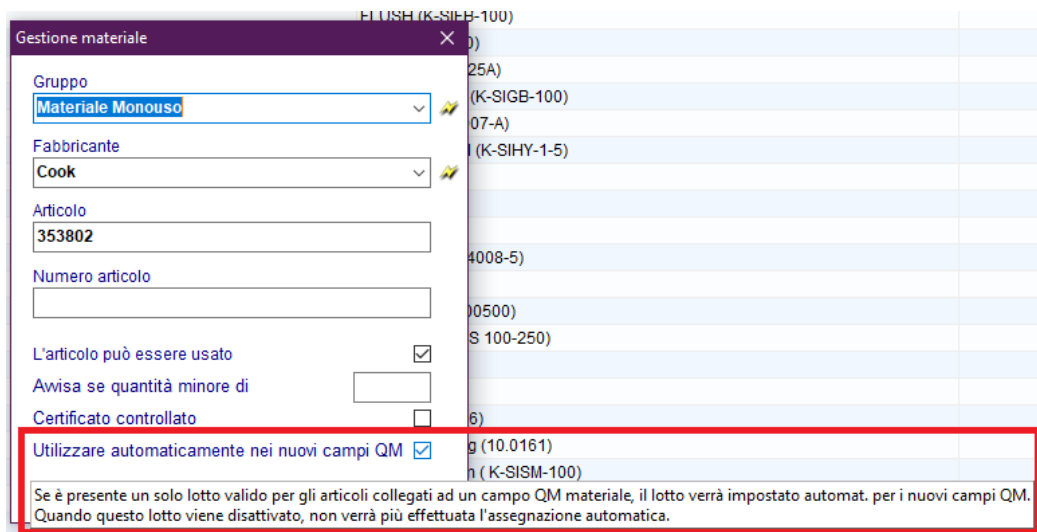 FLUSH (K-SIFB-100)
Gestione materiale
0)
25A)
Gruppo
Materiale Monouso
(K-SIGB-100)
07-A)
Fabbricante
(K-SIHY-1-5)
Cook
Articolo
353802
4008-5)
Numero articolo
00500)
S 100-250)
L'articolo può essere usato
Avvisa se quantità minore di
Certificato controllato
6)
Utilizzare automaticamente nei nuovi campi QM
g (10.0161)
( K-SISM-100)
Se è presente un solo lotto valido per gli articoli collegati ad un campo QM materiale, il lotto verrà impostato automat. per i nuovi campi QM.
Quando questo lotto viene disattivato, non verrà più effettuata l'assegnazione automatica.